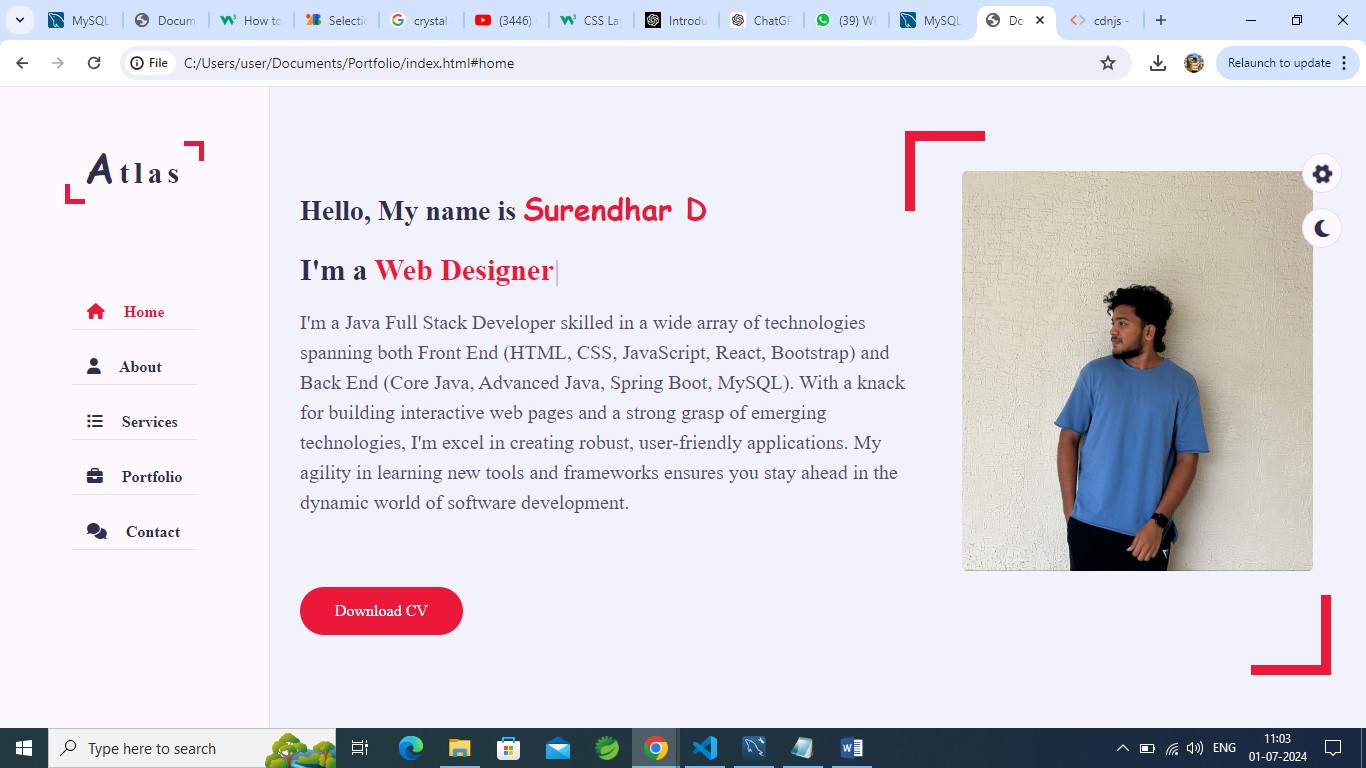 MySQL
Docum
How to
Selectio
crystal
(3446)
CSS La
Introdu
ChatGP
(39) W
MySQL
Do
cdnjs -
File
C:/Users/user/Documents/Portfolio/index.html#home
Relaunch to update
Atlas
Home
About
Services
Portfolio
Contact
Hello, My name is Surendhar D
I'm a Web Designer
I'm a Java Full Stack Developer skilled in a wide array of technologies
spanning both Front End (HTML, CSS, JavaScript, React, Bootstrap) and
Back End (Core Java, Advanced Java, Spring Boot, MySQL). With a knack
for building interactive web pages and a strong grasp of emerging
technologies, I'm excel in creating robust, user-friendly applications. My
agility in learning new tools and frameworks ensures you stay ahead in the
dynamic world of software development.
Download CV
Type here to search
ENG
11:03
01-07-2024